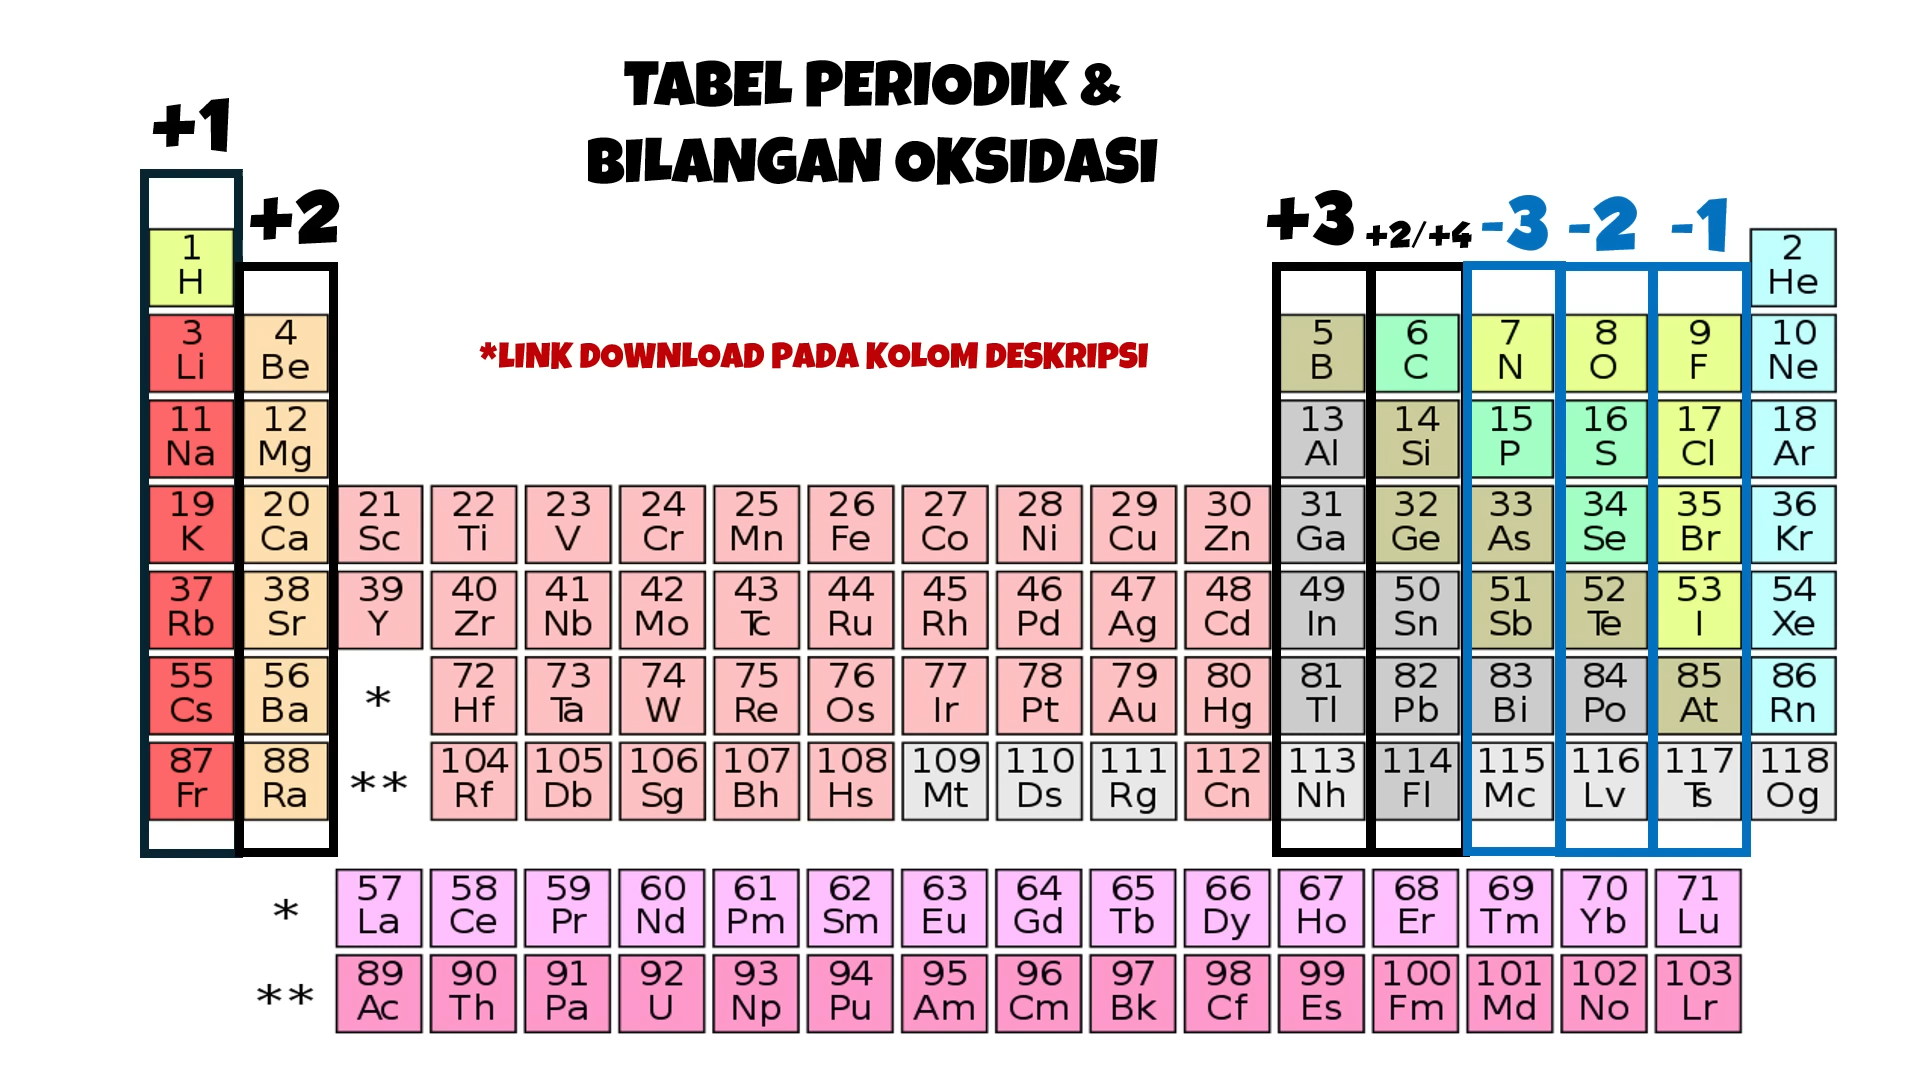 TABEL PERIODIK &
BILANGAN OKSIDASI
+1
+2
+3 +2/+4 -3 -2 -1
*LINK DOWNLOAD PADA KOLOM DESKRIPSI
1 2
H He
3 4 5 6 7 8 9 10
Li Be B C N O F Ne
11 12 13 14 15 16 17 18
Na Mg Al Si P S Cl Ar
19 20 21 22 23 24 25 26 27 28 29 30 31 32 33 34 35 36
K Ca Sc Ti V Cr Mn Fe Co Ni Cu Zn Ga Ge As Se Br Kr
37 38 39 40 41 42 43 44 45 46 47 48 49 50 51 52 53 54
Rb Sr Y Zr Nb Mo Tc Ru Rh Pd Ag Cd In Sn Sb Te I Xe
55 56 * 72 73 74 75 76 77 78 79 80 81 82 83 84 85 86
Cs Ba Hf Ta W Re Os Ir Pt Au Hg Tl Pb Bi Po At Rn
87 88 ** 104 105 106 107 108 109 110 111 112 113 114 115 116 117 118
Fr Ra Rf Db Sg Bh Hs Mt Ds Rg Cn Nh Fl Mc Lv Ts Og
* 57 58 59 60 61 62 63 64 65 66 67 68 69 70 71
La Ce Pr Nd Pm Sm Eu Gd Tb Dy Ho Er Tm Yb Lu
** 89 90 91 92 93 94 95 96 97 98 99 100 101 102 103
Ac Th Pa U Np Pu Am Cm Bk Cf Es Fm Md No Lr